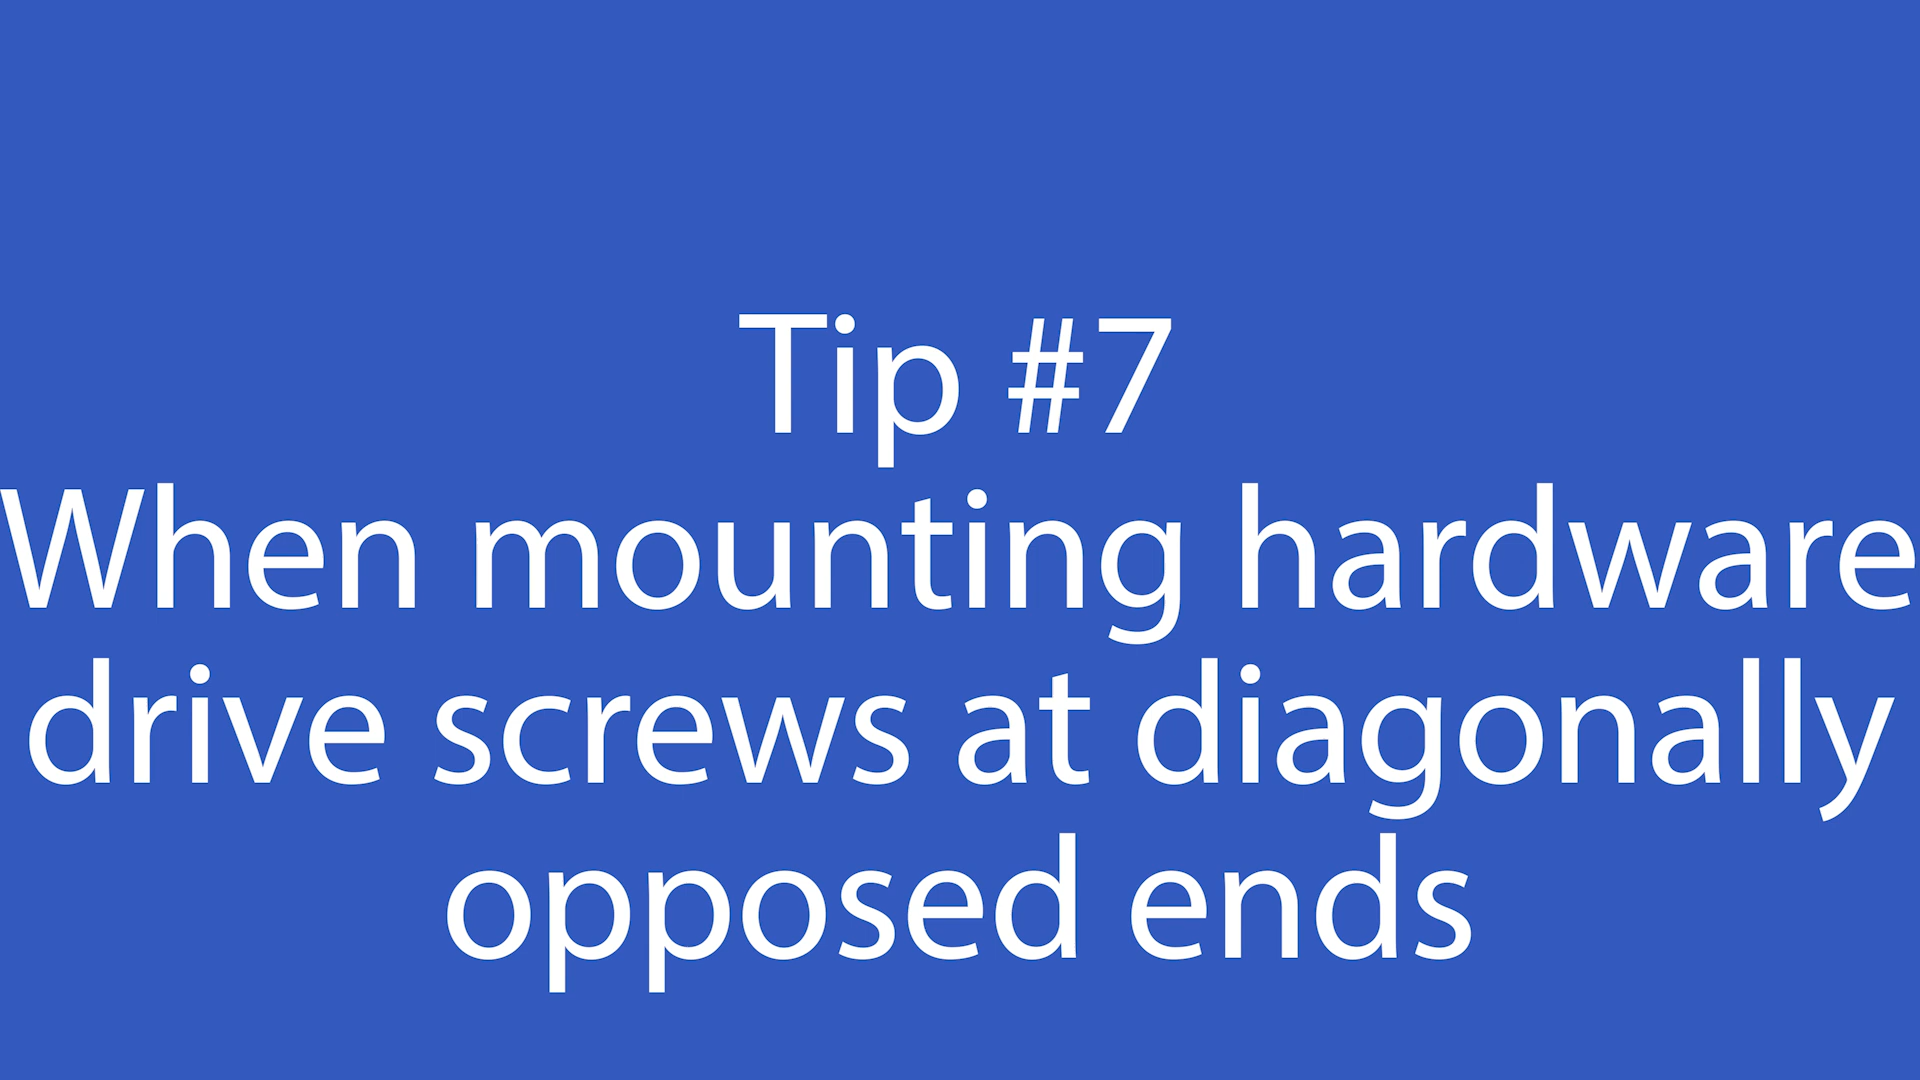 Tip #7
When mounting hardware
drive screws at diagonally
opposed ends